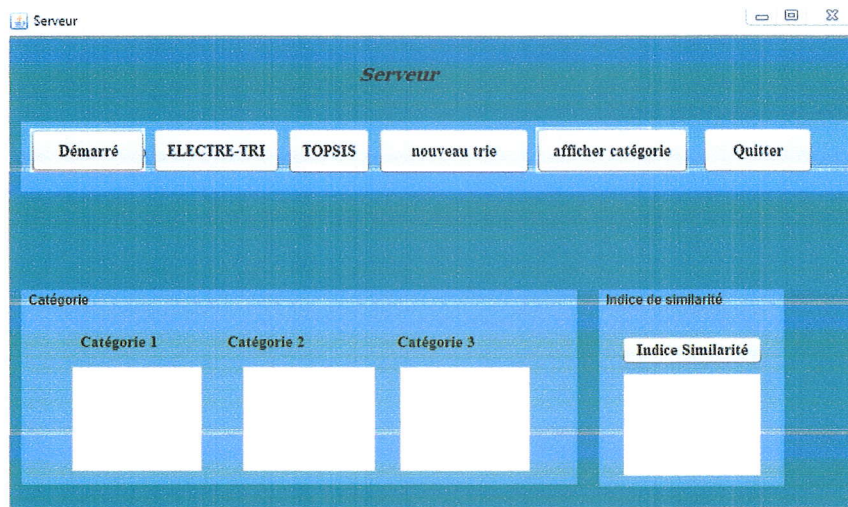 Serveur
Serveur
Démarré ELECTRE-TRI TOPSIS nouveau trie afficher catégorie Quitter
Catégorie Indice de similarité
Catégorie 1 Catégorie 2 Catégorie 3
Indice Similarité